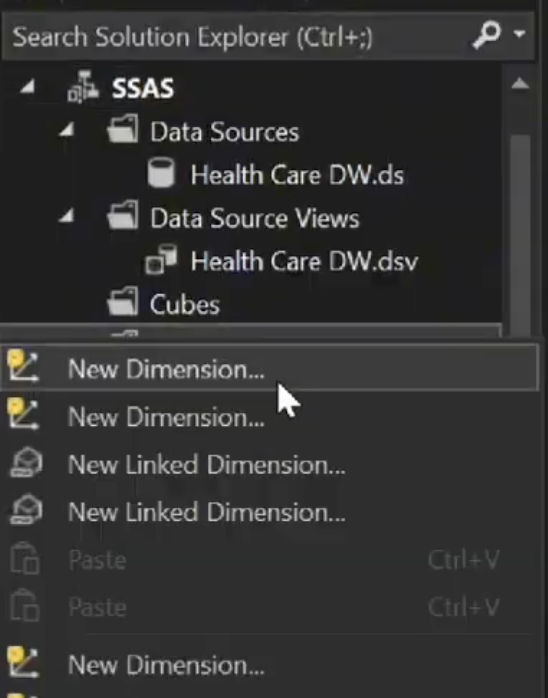 Search Solution Explorer (Ctrl+;)
SSAS
Data Sources
Health Care DW.ds
Data Source Views
Health Care DW.dsv
Cubes
New Dimension...
New Dimension...
New Linked Dimension...
New Linked Dimension...
Paste Ctrl+V
Paste Ctrl+V
New Dimension...